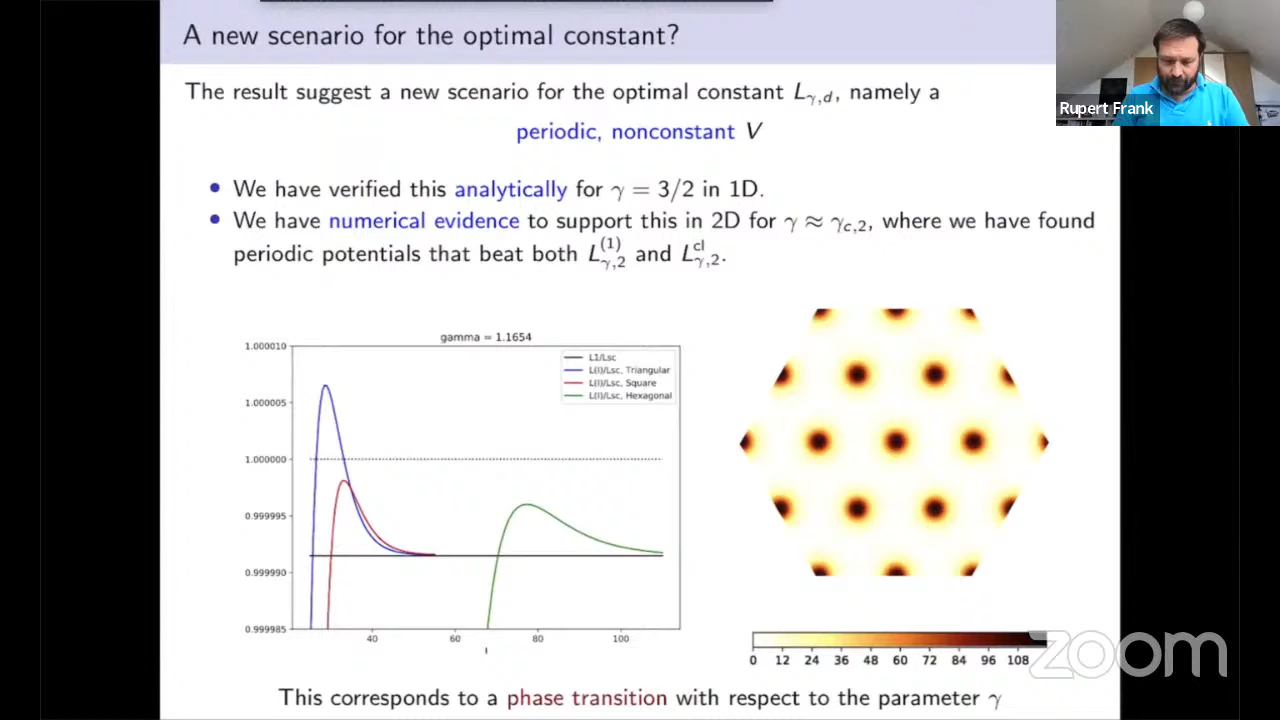 A new scenario for the optimal constant?
Rupert Frank
The result suggest a new scenario for the optimal constant L_{γ,d}, namely a
periodic, nonconstant V
• We have verified this analytically for γ = 3/2 in 1D.
• We have numerical evidence to support this in 2D for γ ≈ γ_{c,2}, where we have found
periodic potentials that beat both L^{(1)}_{γ,2} and L^{cl}_{γ,2}.
gamma = 1.1654
1.000010
1.000005
1.000000
0.999995
0.999990
0.999985
L1/Lsc
L(l)/Lsc, Triangular
L(l)/Lsc, Square
L(l)/Lsc, Hexagonal
40 60 80 100
l
0 12 24 36 48 60 72 84 96 108
zoom
This corresponds to a phase transition with respect to the parameter γ